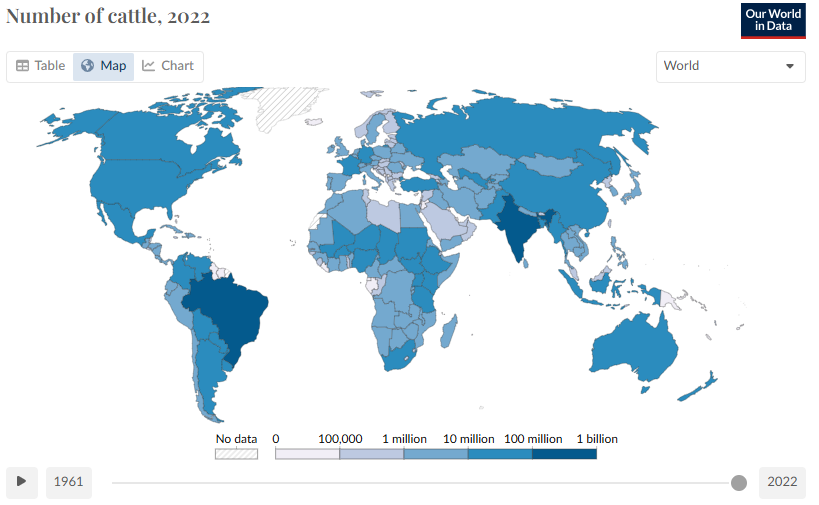 Number of cattle, 2022
Our World
in Data
Table
Map
Chart
World
No data
0
100,000
1 million
10 million
100 million
1 billion
1961
2022